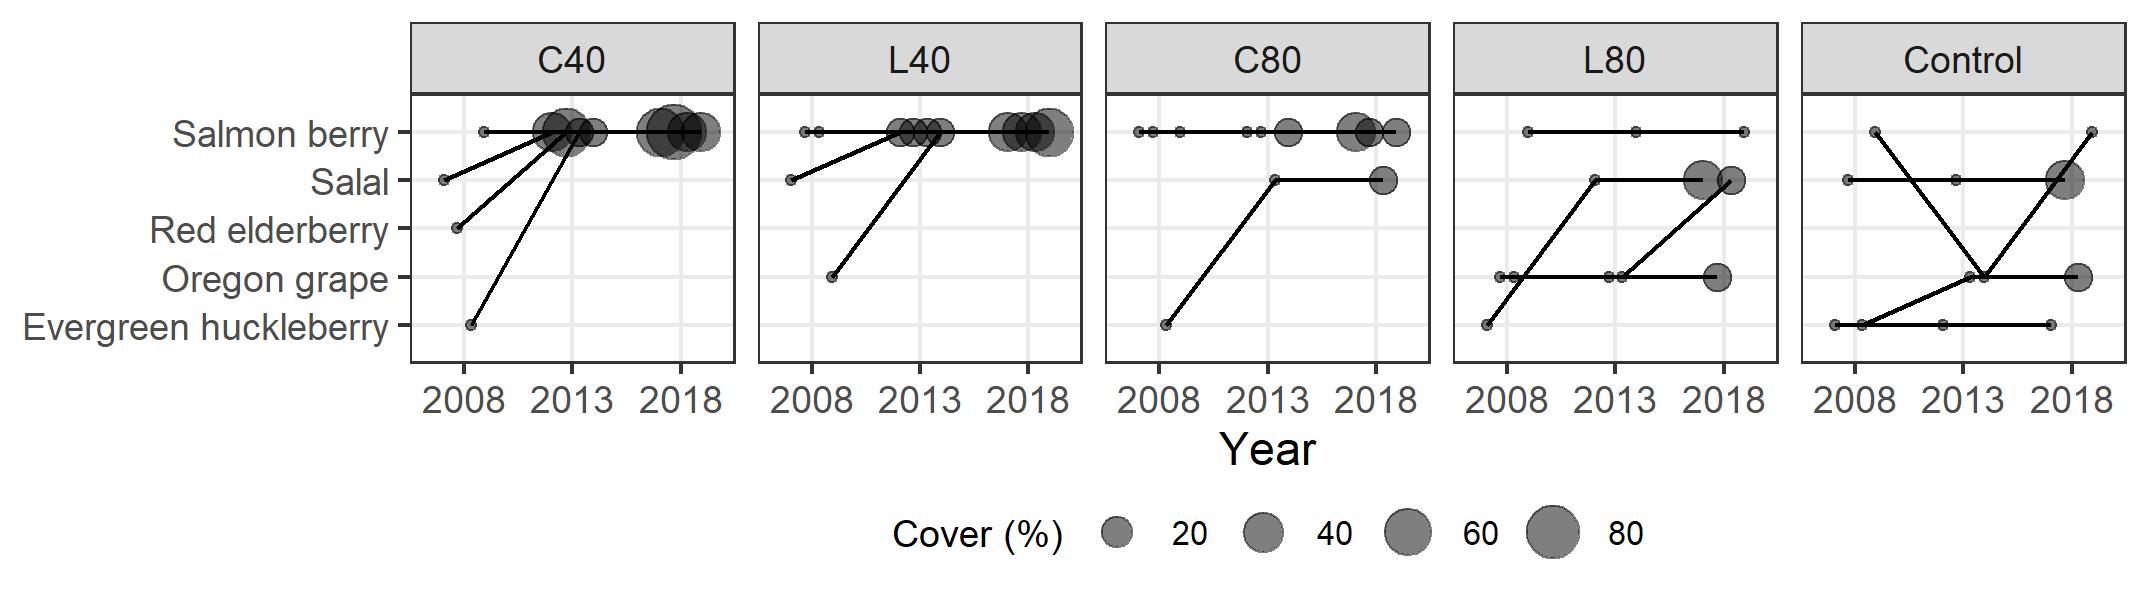 C40 L40 C80 L80 Control
Salmon berry
Salal
Red elderberry
Oregon grape
Evergreen huckleberry
2008 2013 2018 2008 2013 2018 2008 2013 2018 2008 2013 2018 2008 2013 2018
Year
Cover (%) 20 40 60 80